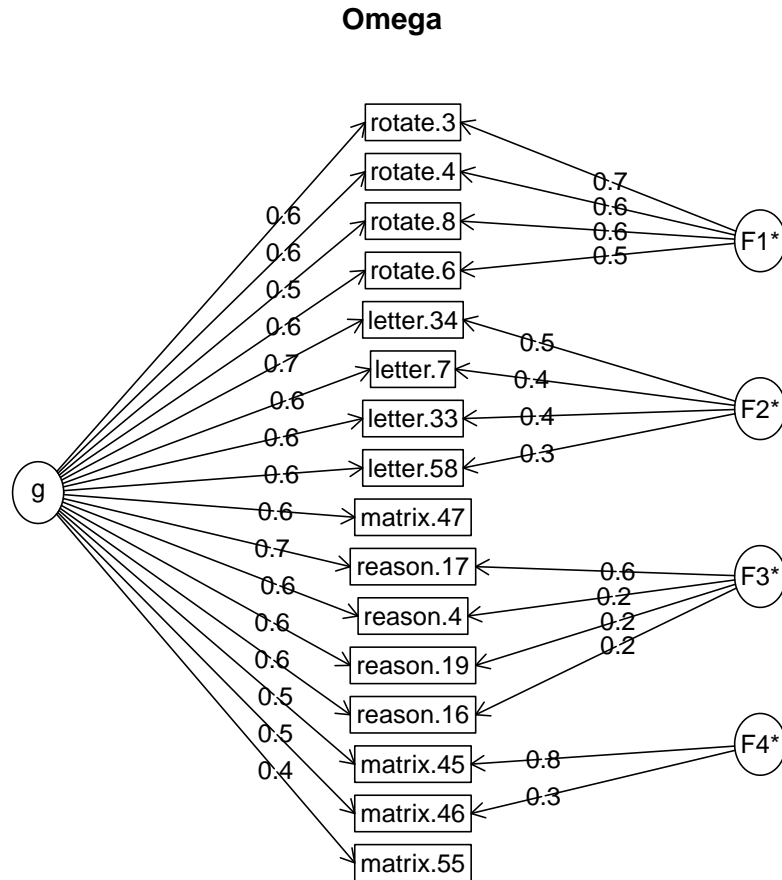 Omega
rotate.3
rotate.4
rotate.8
rotate.6
letter.34
letter.7
letter.33
letter.58
matrix.47
reason.17
reason.4
reason.19
reason.16
matrix.45
matrix.46
matrix.55
g
0.6
0.6
0.5
0.6
0.7
0.6
0.6
0.6
0.6
0.7
0.6
0.6
0.6
0.5
0.5
0.4
F1*
0.7
0.6
0.6
0.5
F2*
0.5
0.4
0.4
0.3
F3*
0.6
0.2
0.2
0.2
F4*
0.8
0.3